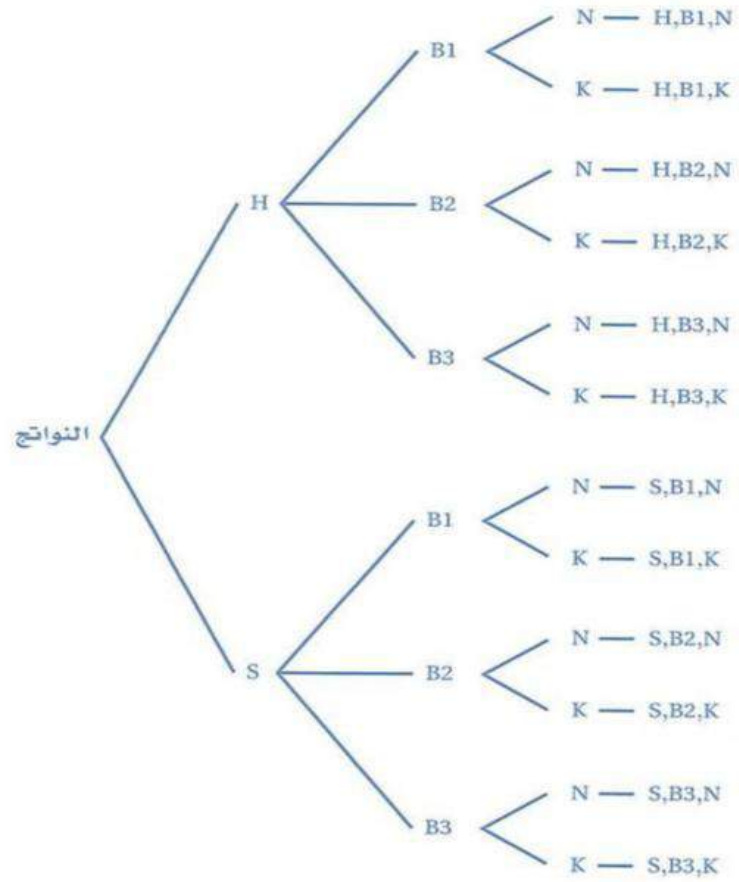 B1
N — H,B1,N
K — H,B1,K
H
B2
N — H,B2,N
K — H,B2,K
B3
N — H,B3,N
K — H,B3,K
النواتج
S
B1
N — S,B1,N
K — S,B1,K
B2
N — S,B2,N
K — S,B2,K
B3
N — S,B3,N
K — S,B3,K